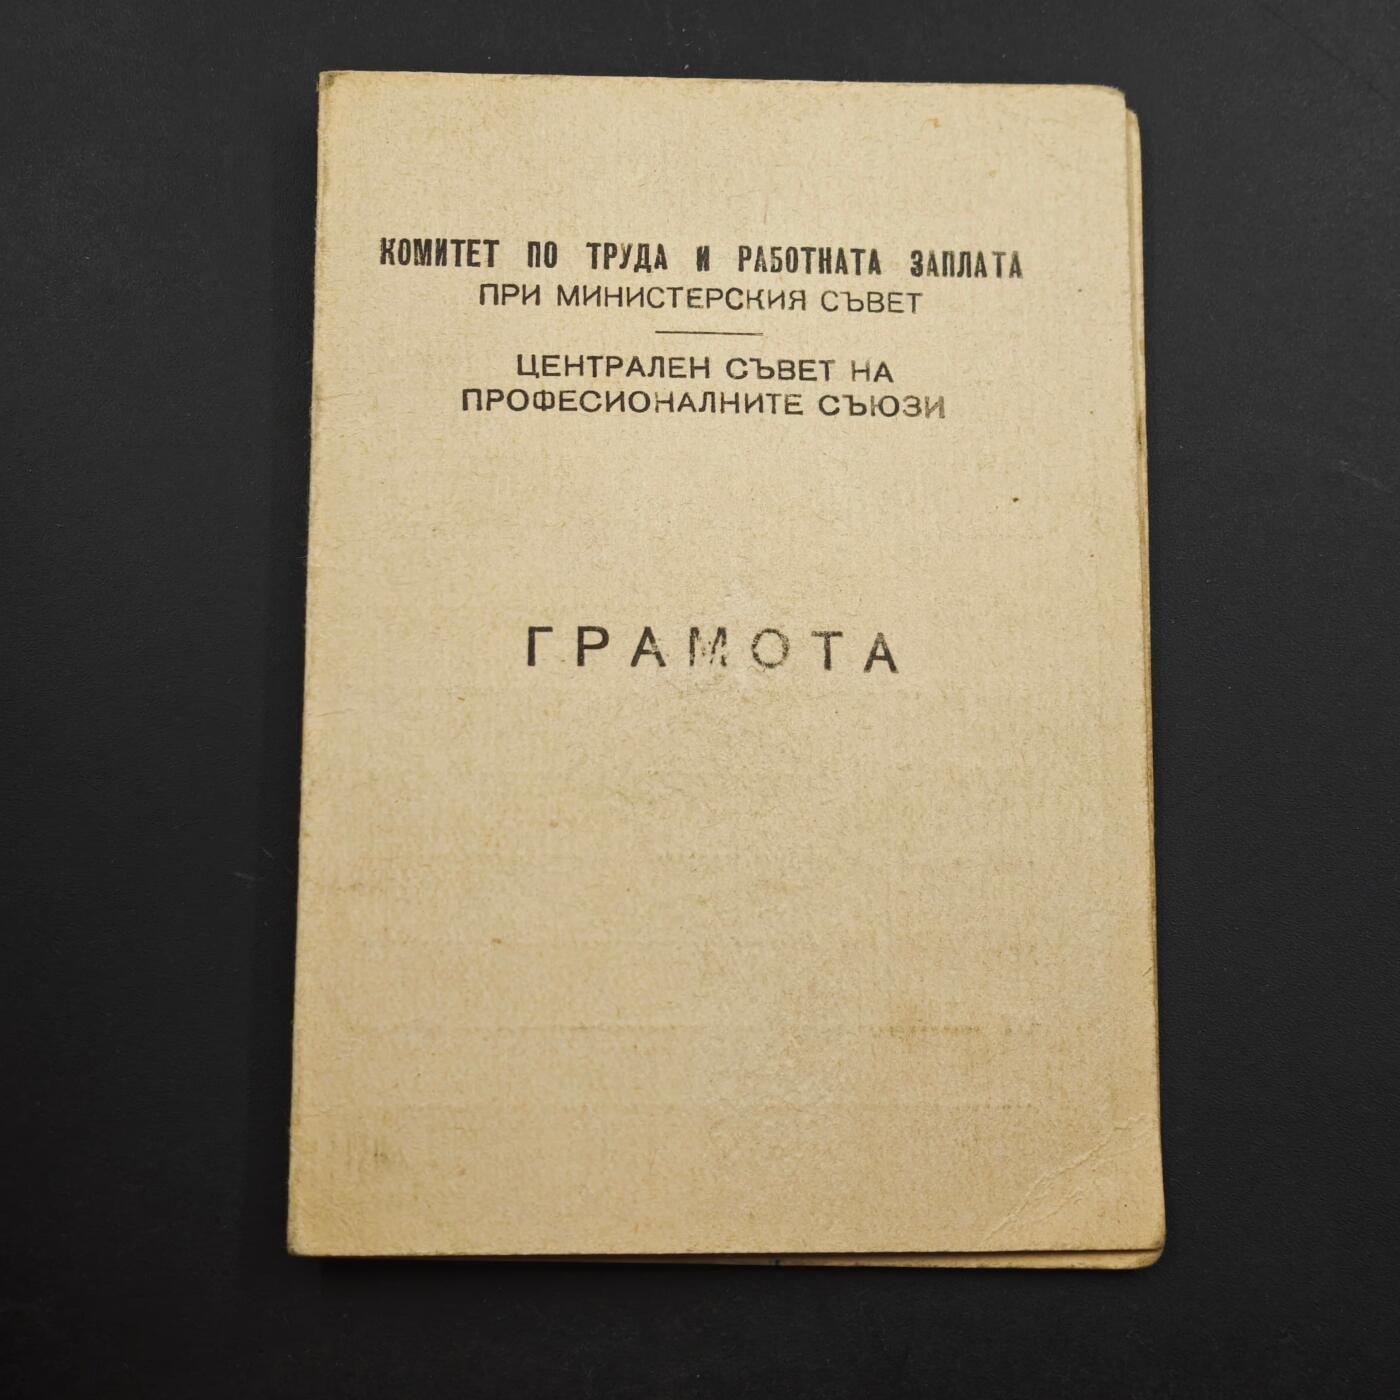 КОМИТЕТ ПО ТРУДА И РАБОТНАТА ЗАПЛАТА
ПРИ МИНИСТЕРСКИЯ СЪВЕТ
ЦЕНТРАЛЕН СЪВЕТ НА
ПРОФЕСИОНАЛНИТЕ СЪЮЗИ
ГРАМОТА